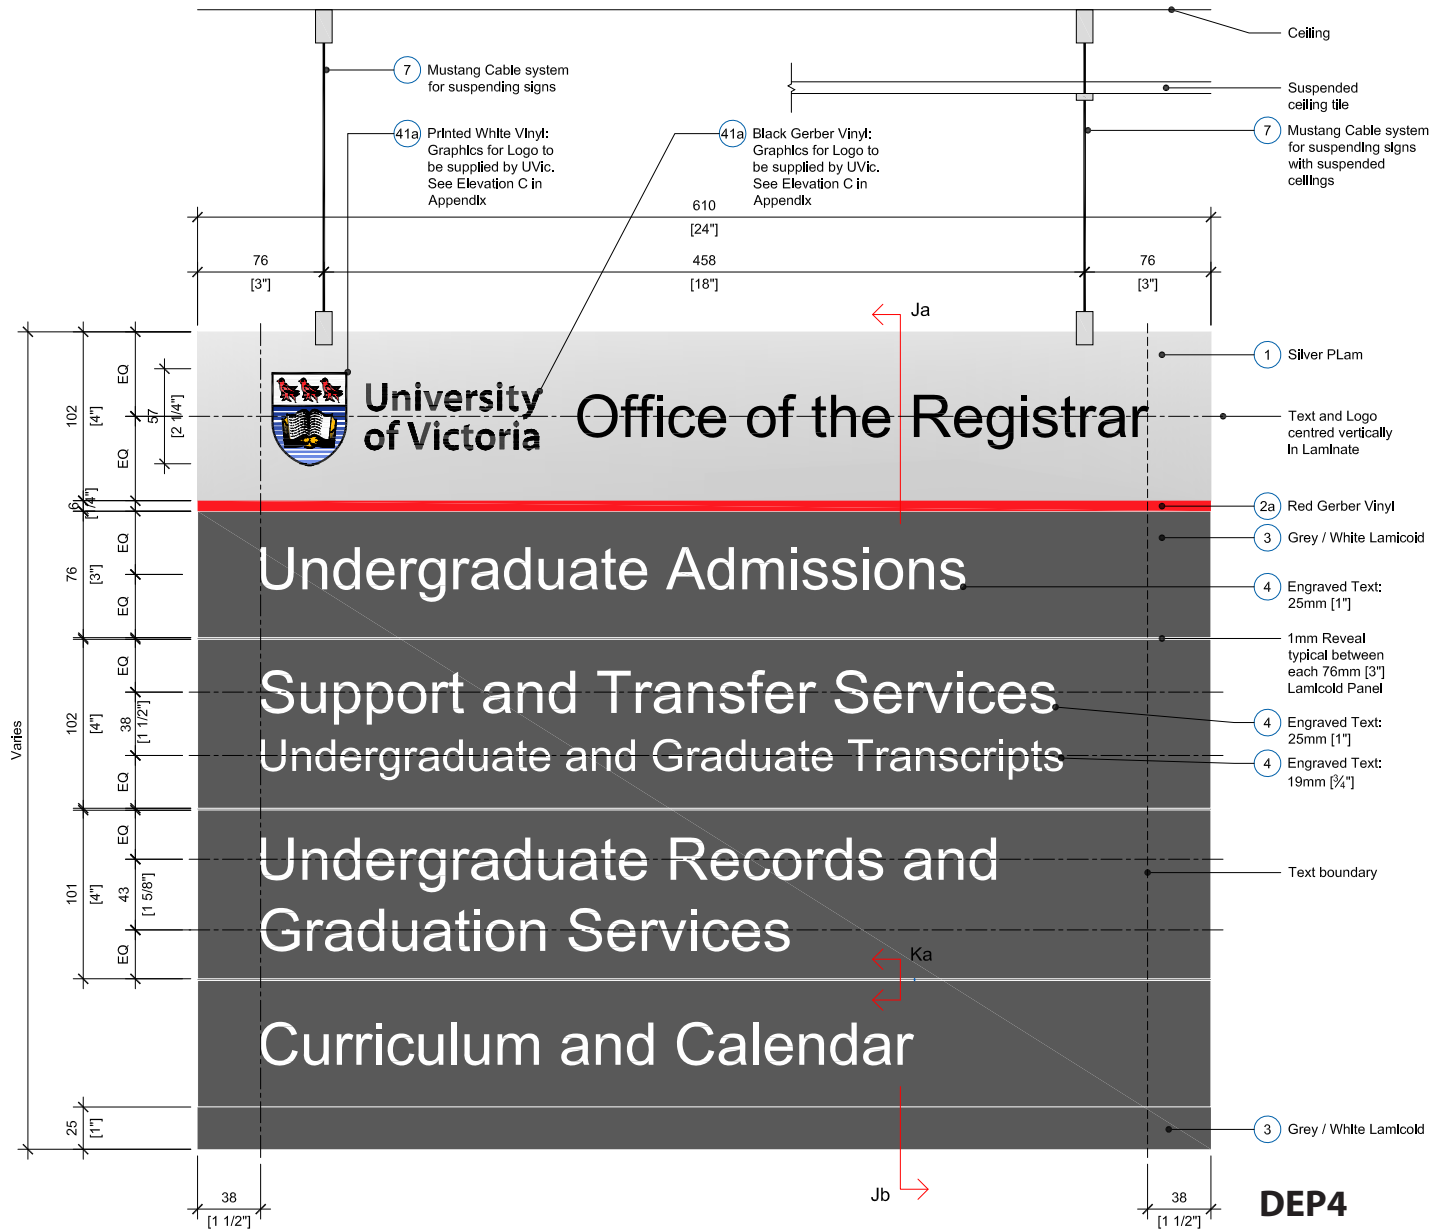 Ceiling
7 Mustang Cable system
for suspending signs
Suspended
ceiling tile
41a Printed White Vinyl:
Graphics for Logo to
be supplied by UVic.
See Elevation C in
Appendix
41a Black Gerber Vinyl:
Graphics for Logo to
be supplied by UVic.
See Elevation C in
Appendix
7 Mustang Cable system
for suspending signs
with suspended
ceilings
610
[24"]
76
[3"]
458
[18"]
76
[3"]
Ja
1 Silver PLam
EQ
102
[4"]
57
[2 1/4"]
EQ
University
of Victoria
Office of the Registrar
Text and Logo
centred vertically
in Laminate
6
[1/4"]
2a Red Gerber Vinyl
3 Grey / White Lamicoid
EQ
76
[3"]
EQ
Undergraduate Admissions
4 Engraved Text:
25mm [1"]
1mm Reveal
typical between
each 76mm [3"]
Lamicoid Panel
EQ
102
[4"]
38
[1 1/2"]
EQ
Varies
Support and Transfer Services
4 Engraved Text:
25mm [1"]
Undergraduate and Graduate Transcripts
4 Engraved Text:
19mm [¾"]
EQ
101
[4"]
43
[1 5/8"]
EQ
Undergraduate Records and
Graduation Services
Text boundary
Ka
Curriculum and Calendar
25
[1"]
3 Grey / White Lamicoid
38
[1 1/2"]
Jb
38
[1 1/2"]
DEP4